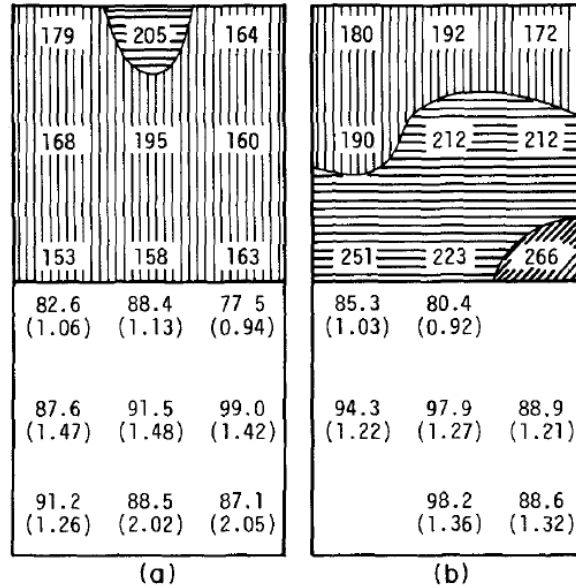 179 205 164 180 192 172
168 195 160 190 212 212
153 158 163 251 223 266
82.6 88.4 77 5 85.3 80.4
(1.06) (1.13) (0.94) (1.03) (0.92)
87.6 91.5 99.0 94.3 97.9 88.9
(1.47) (1.48) (1.42) (1.22) (1.27) (1.21)
91.2 88.5 87.1 98.2 88.6
(1.26) (2.02) (2.05) (1.36) (1.32)
(a) (b)